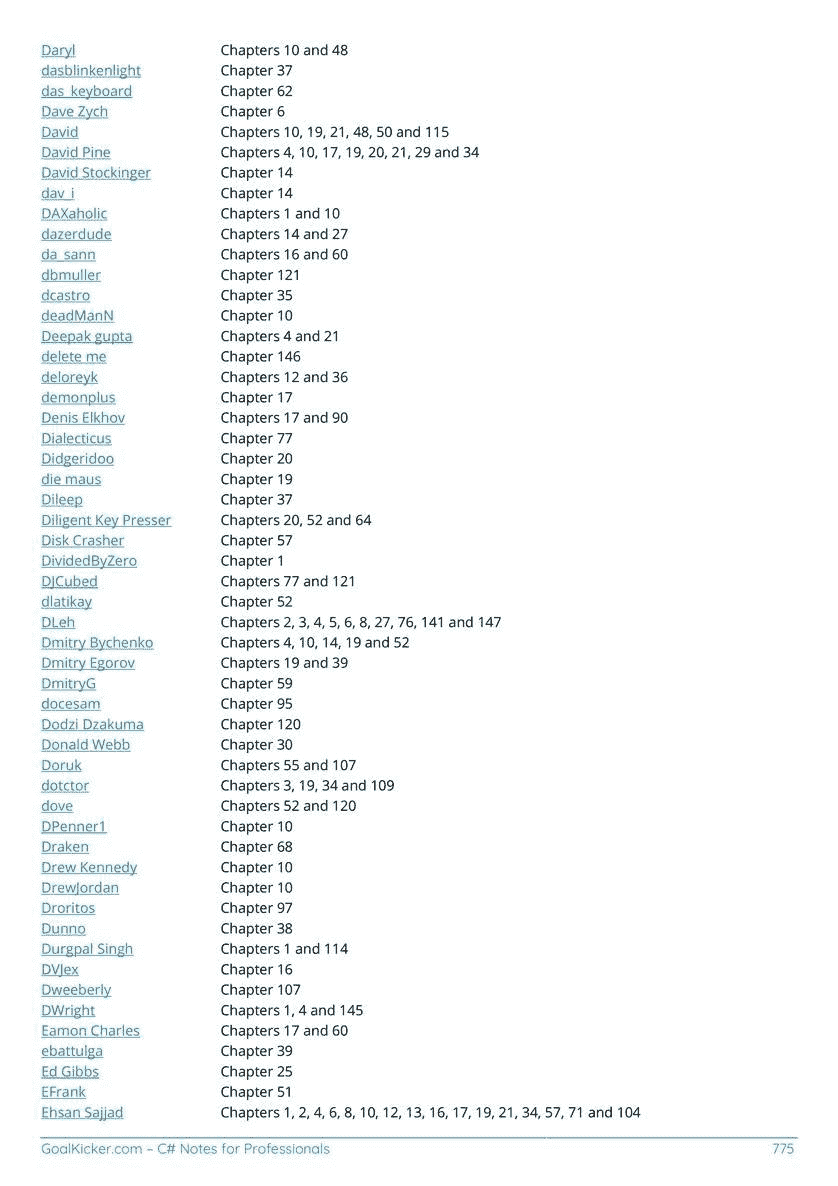 Daryl Chapters 10 and 48
dasblinkenlight Chapter 37
das_keyboard Chapter 62
Dave Zych Chapter 6
David Chapters 10, 19, 21, 48, 50 and 115
David Pine Chapters 4, 10, 17, 19, 20, 21, 29 and 34
David Stockinger Chapter 14
dav_i Chapter 14
DAXaholic Chapters 1 and 10
dazerdude Chapters 14 and 27
da_sann Chapters 16 and 60
dbmuller Chapter 121
dcastro Chapter 35
deadManN Chapter 10
Deepak gupta Chapters 4 and 21
delete me Chapter 146
deloreyk Chapters 12 and 36
demonplus Chapter 17
Denis Elkhov Chapters 17 and 90
Dialecticus Chapter 77
Didgeridoo Chapter 20
die maus Chapter 19
Dileep Chapter 37
Diligent Key Presser Chapters 20, 52 and 64
Disk Crasher Chapter 57
DividedByZero Chapter 1
DJCubed Chapters 77 and 121
dlatikay Chapter 52
DLeh Chapters 2, 3, 4, 5, 6, 8, 27, 76, 141 and 147
Dmitry Bychenko Chapters 4, 10, 14, 19 and 52
Dmitry Egorov Chapters 19 and 39
DmitryG Chapter 59
docesam Chapter 95
Dodzi Dzakuma Chapter 120
Donald Webb Chapter 30
Doruk Chapters 55 and 107
dotctor Chapters 3, 19, 34 and 109
dove Chapters 52 and 120
DPenner1 Chapter 10
Draken Chapter 68
Drew Kennedy Chapter 10
DrewJordan Chapter 10
Droritos Chapter 97
Dunno Chapter 38
Durgpal Singh Chapters 1 and 114
DVJex Chapter 16
Dweeberly Chapter 107
DWright Chapters 1, 4 and 145
Eamon Charles Chapters 17 and 60
ebattulga Chapter 39
Ed Gibbs Chapter 25
EFrank Chapter 51
Ehsan Sajjad Chapters 1, 2, 4, 6, 8, 10, 12, 13, 16, 17, 19, 21, 34, 57, 71 and 104
GoalKicker.com – C# Notes for Professionals 775